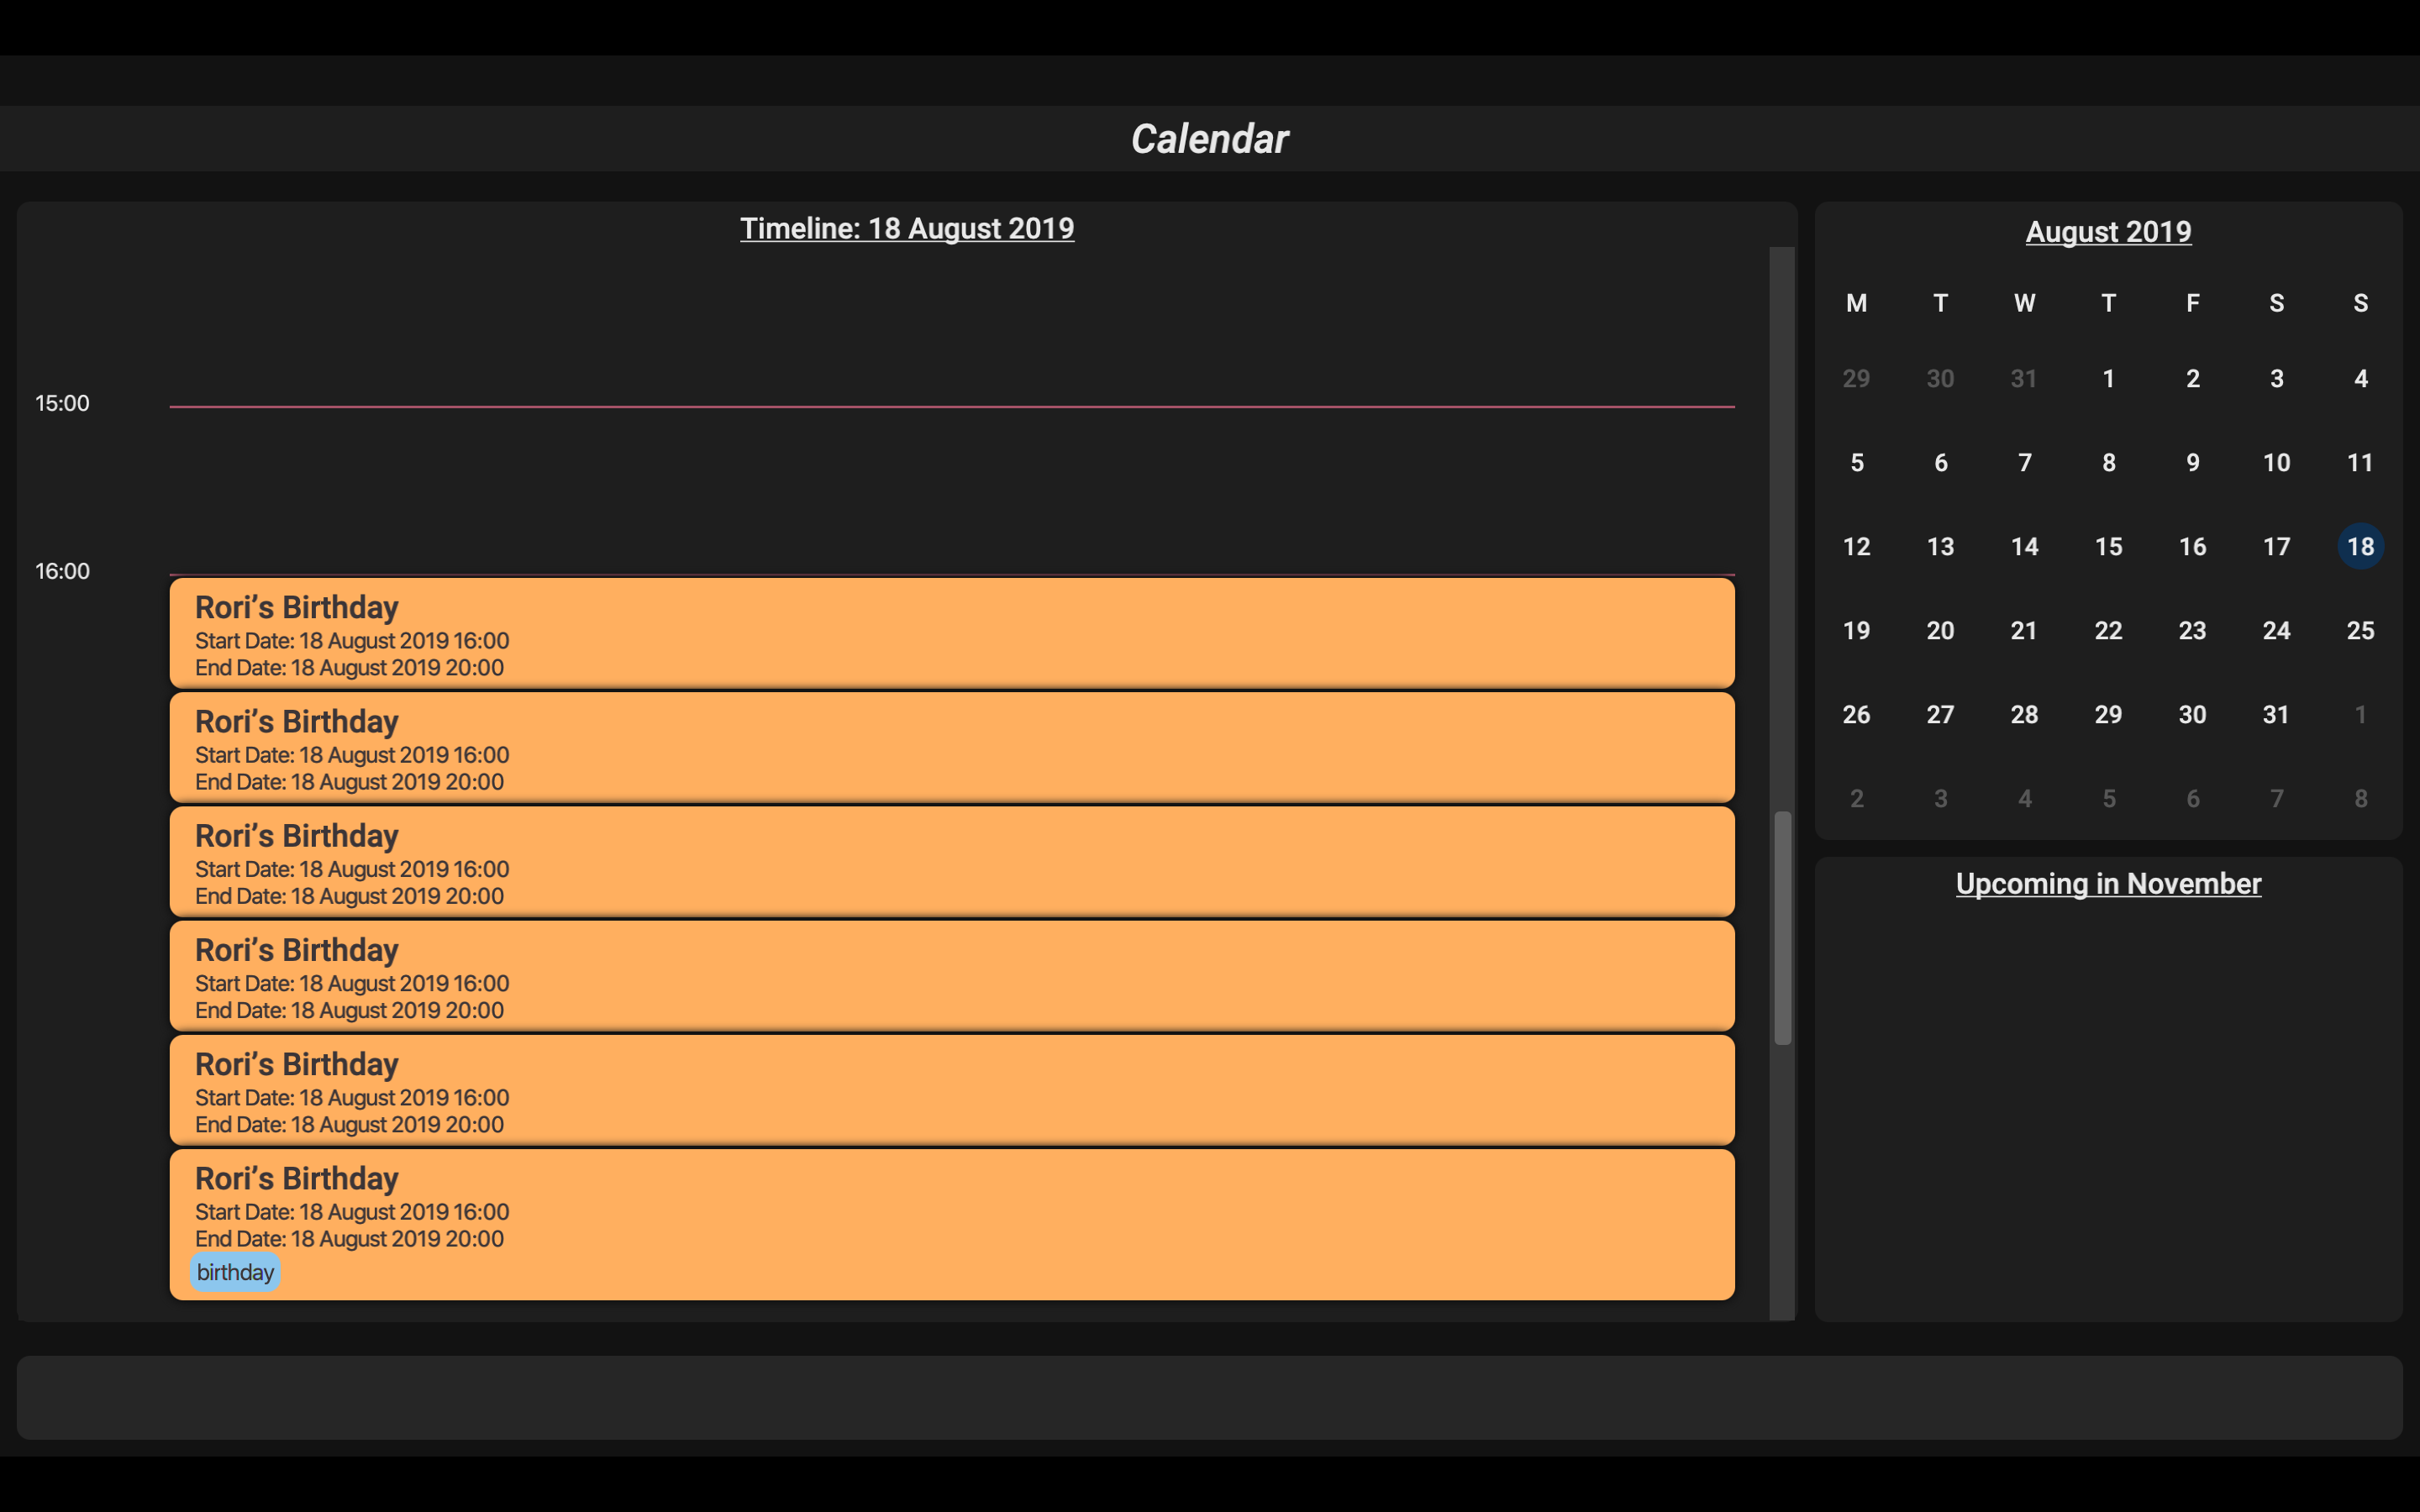 Calendar
Timeline: 18 August 2019
15:00
16:00
Rori’s Birthday
Start Date: 18 August 2019 16:00
End Date: 18 August 2019 20:00
Rori’s Birthday
Start Date: 18 August 2019 16:00
End Date: 18 August 2019 20:00
Rori’s Birthday
Start Date: 18 August 2019 16:00
End Date: 18 August 2019 20:00
Rori’s Birthday
Start Date: 18 August 2019 16:00
End Date: 18 August 2019 20:00
Rori’s Birthday
Start Date: 18 August 2019 16:00
End Date: 18 August 2019 20:00
Rori’s Birthday
Start Date: 18 August 2019 16:00
End Date: 18 August 2019 20:00
birthday
August 2019
M T W T F S S
29 30 31 1 2 3 4
5 6 7 8 9 10 11
12 13 14 15 16 17 18
19 20 21 22 23 24 25
26 27 28 29 30 31 1
2 3 4 5 6 7 8
Upcoming in November